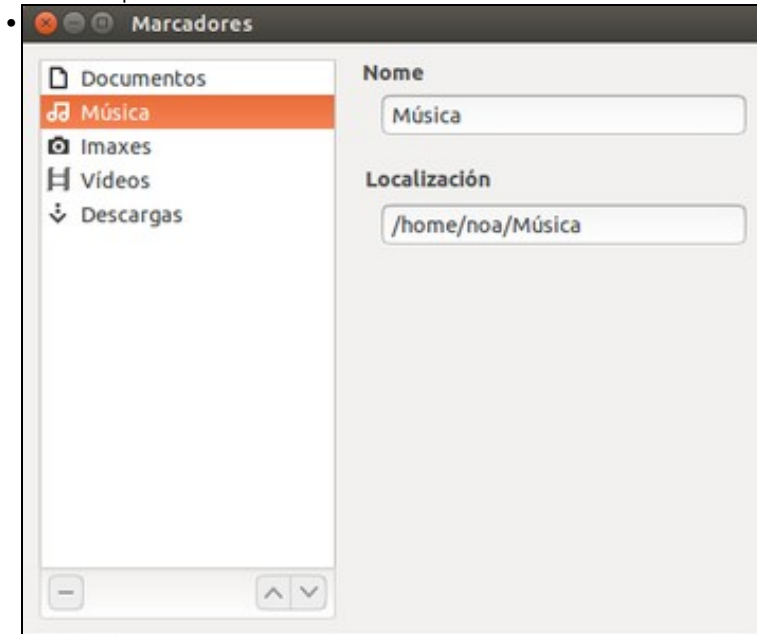 Marcadores
Documentos
Música
Imaxes
Vídeos
Descargas
Nome
Música
Localización
/home/noa/Música